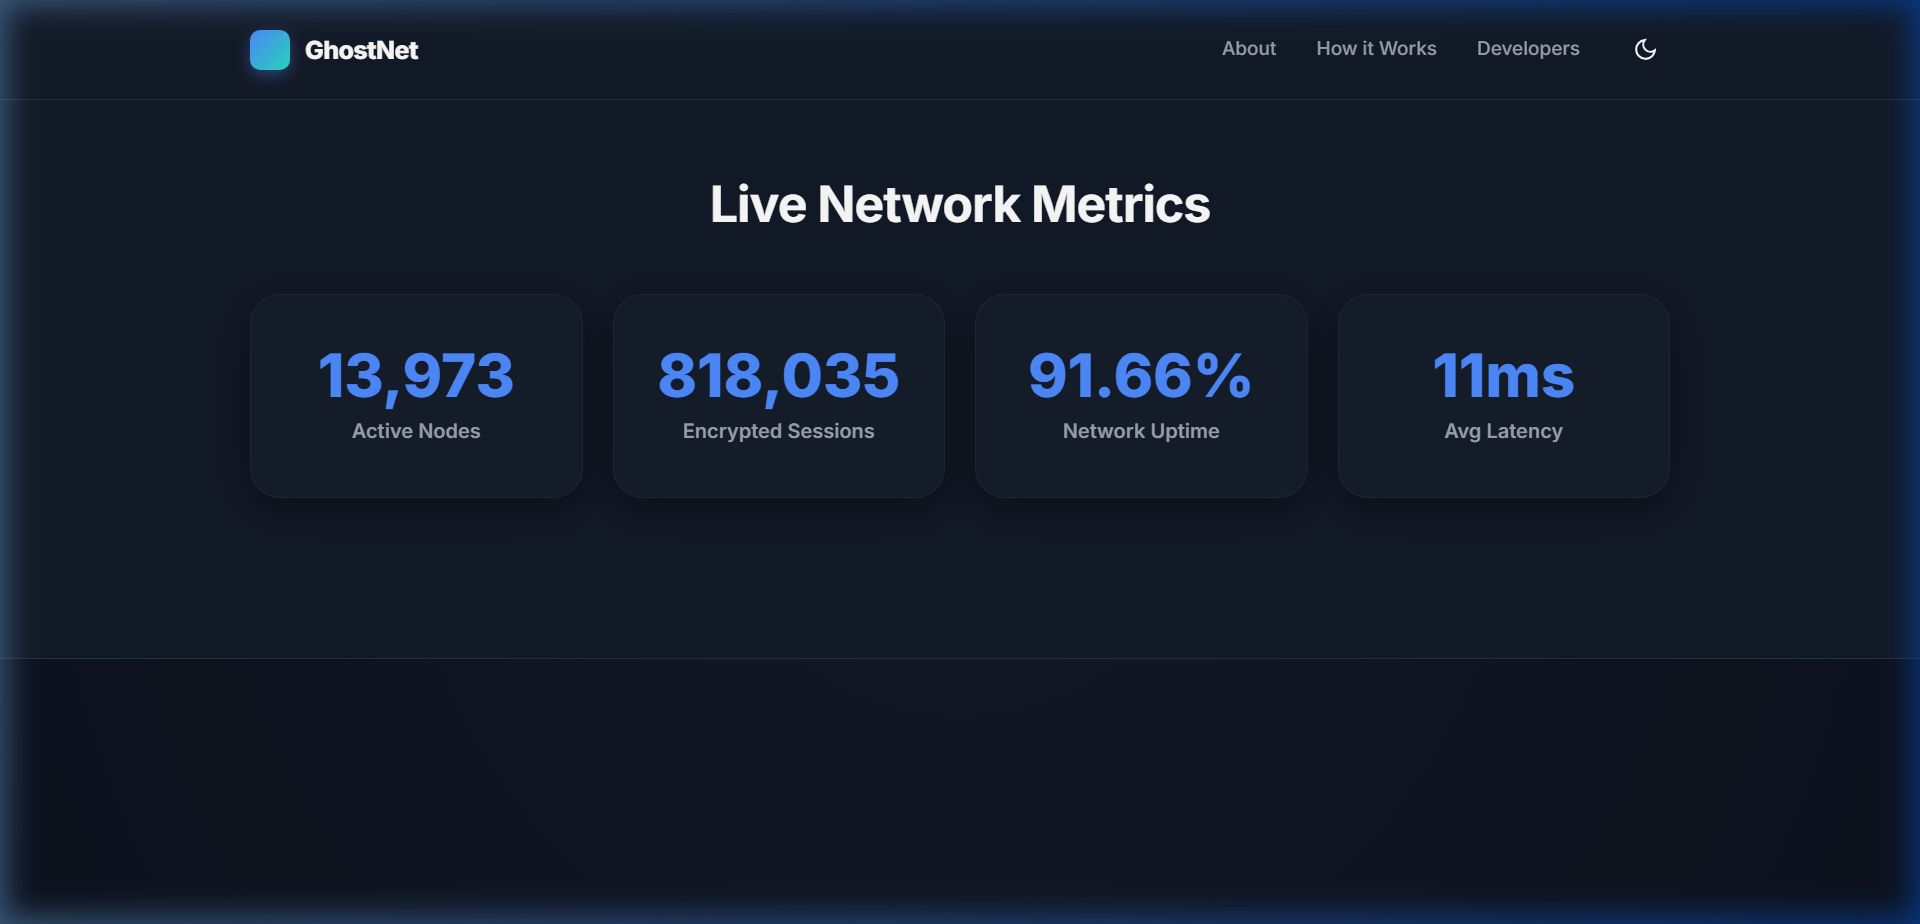 GhostNet
About How it Works Developers
Live Network Metrics
13,973 818,035 91.66% 11ms
Active Nodes Encrypted Sessions Network Uptime Avg Latency